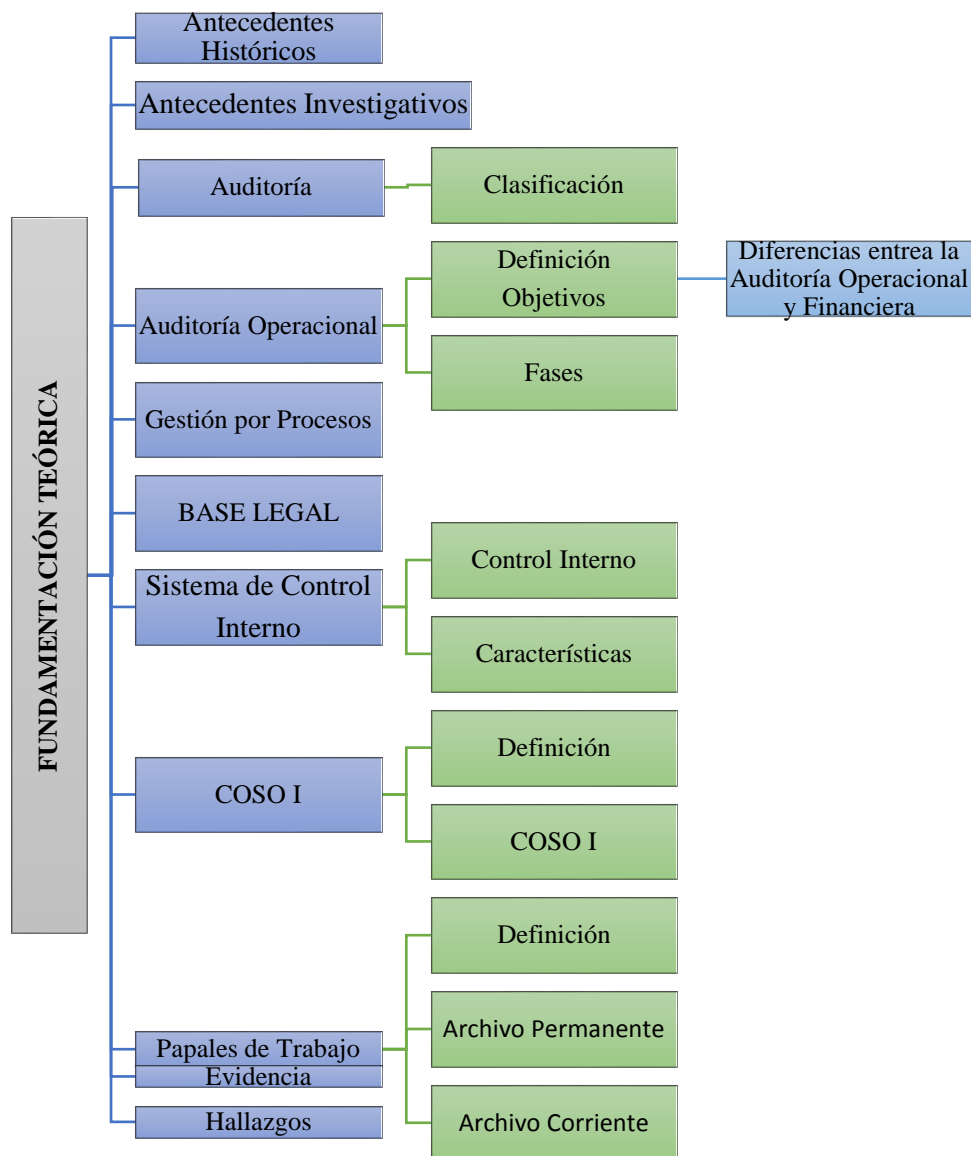 FUNDAMENTACIÓN TEÓRICA
Antecedentes
Históricos
Antecedentes Investigativos
Auditoría
Clasificación
Auditoría Operacional
Definición
Objetivos
Diferencias entrea la
Auditoría Operacional
y Financiera
Fases
Gestión por Procesos
BASE LEGAL
Sistema de Control
Interno
Control Interno
Característícas
COSO I
Definición
COSO I
Papales de Trabajo
Definición
Archivo Permanente
Archivo Corriente
Evidencia
Hallazgos